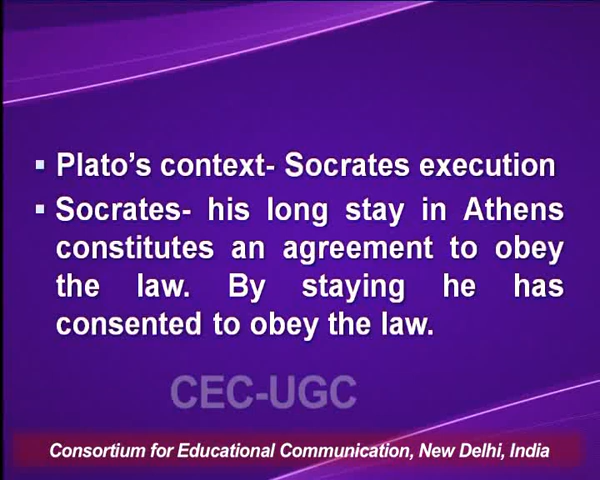 ▪ Plato's context- Socrates execution
▪ Socrates- his long stay in Athens
constitutes an agreement to obey
the law. By staying he has
consented to obey the law.
CEC-UGC
Consortium for Educational Communication, New Delhi, India